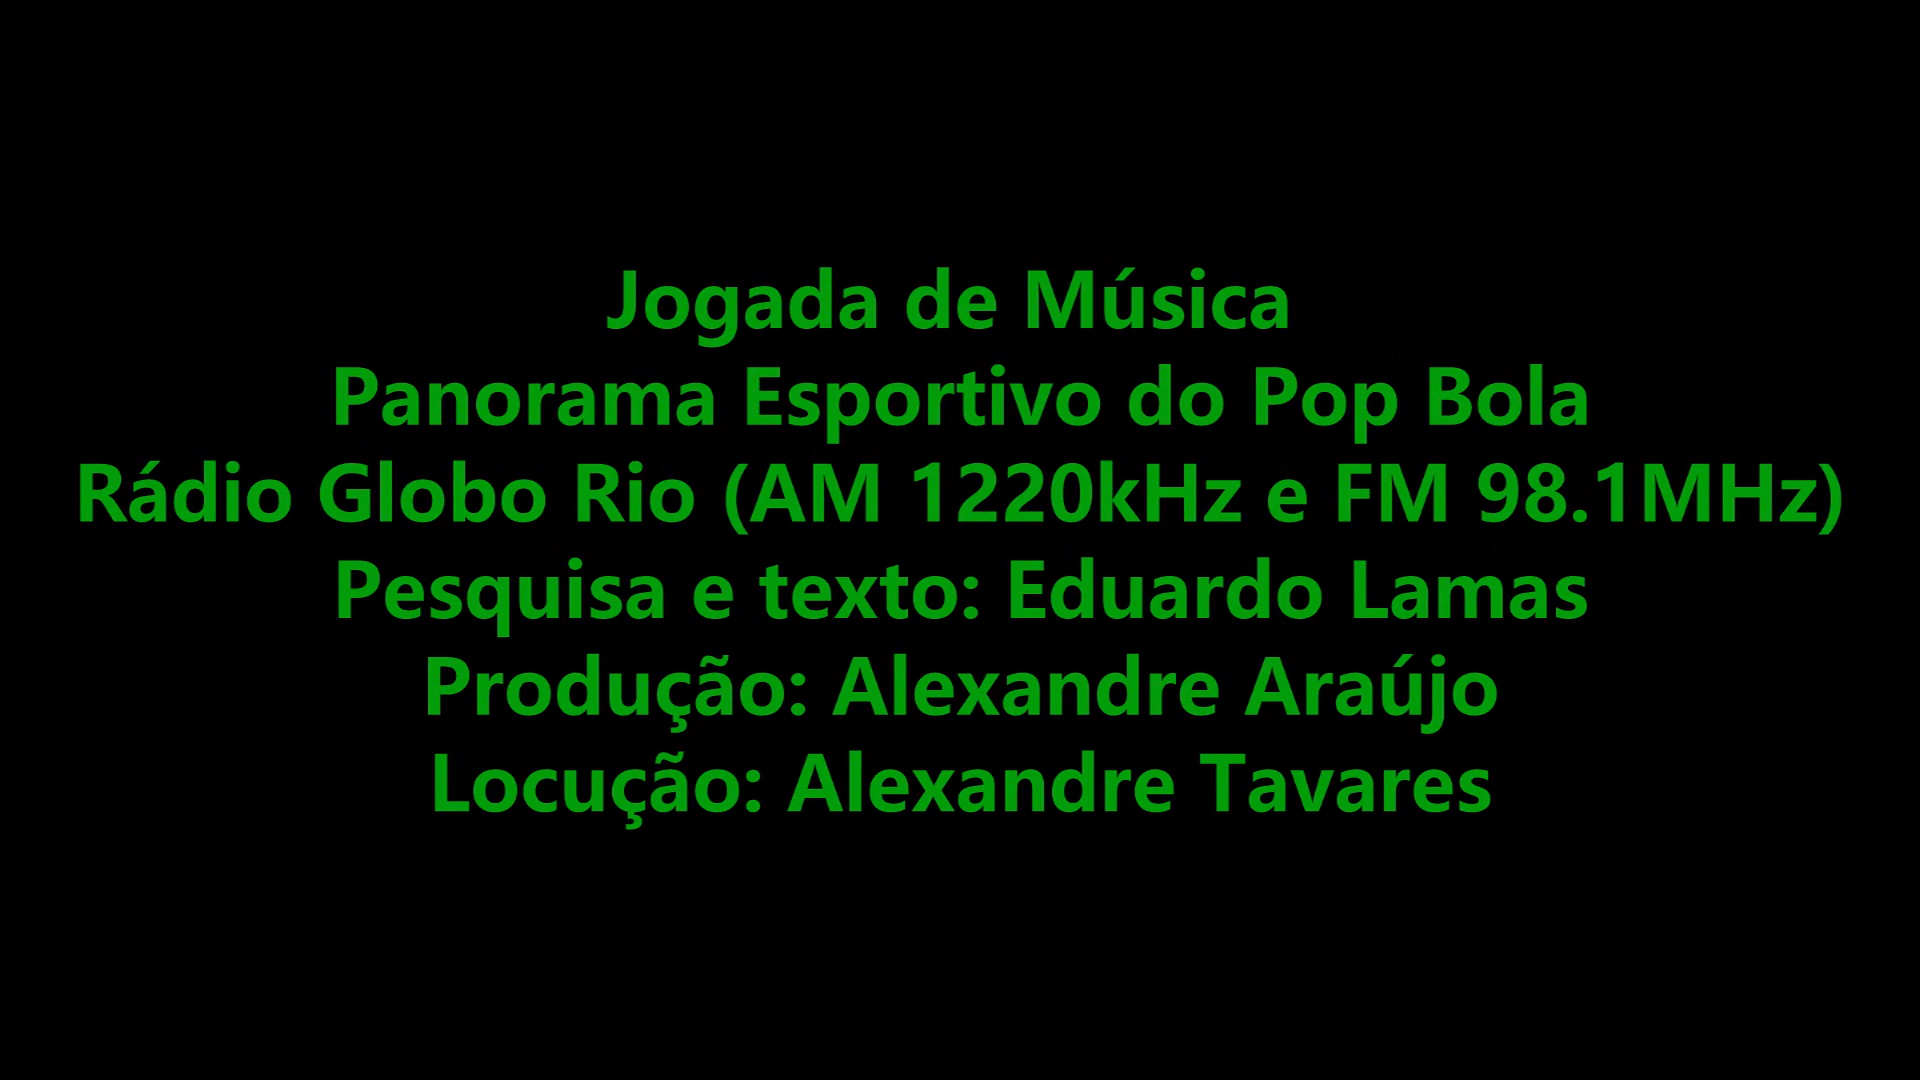 Jogada de Música
Panorama Esportivo do Pop Bola
Rádio Globo Rio (AM 1220kHz e FM 98.1MHz)
Pesquisa e texto: Eduardo Lamas
Produção: Alexandre Araújo
Locução: Alexandre Tavares